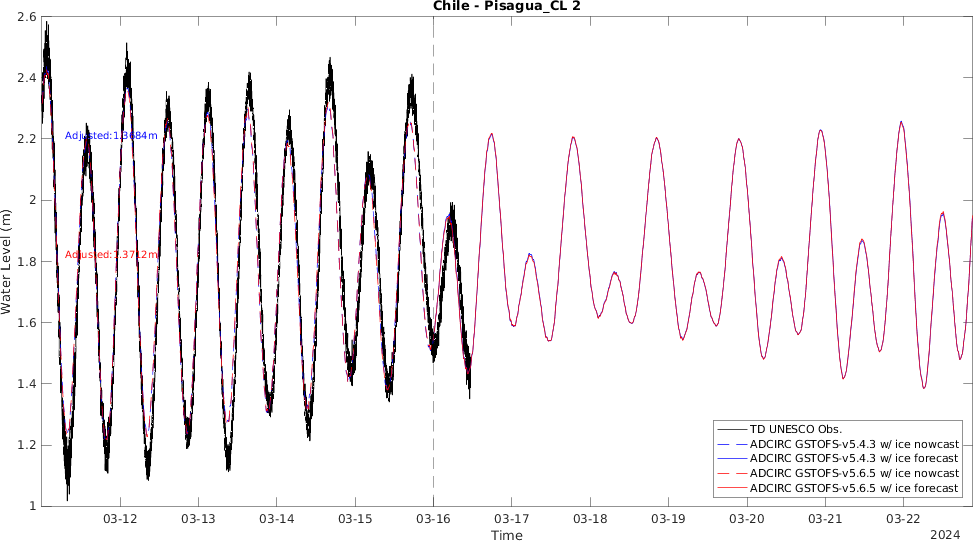 Chile - Pisagua_CL 2
2.6
2.4
2.2
2
1.8
1.6
1.4
1.2
1
Water Level (m)
Adjusted:1.3684m
Adjusted:1.3712m
TD UNESCO Obs.
ADCIRC GSTOFS-v5.4.3 w/ ice nowcast
ADCIRC GSTOFS-v5.4.3 w/ ice forecast
ADCIRC GSTOFS-v5.6.5 w/ ice nowcast
ADCIRC GSTOFS-v5.6.5 w/ ice forecast
03-12 03-13 03-14 03-15 03-16 03-17 03-18 03-19 03-20 03-21 03-22
Time
2024